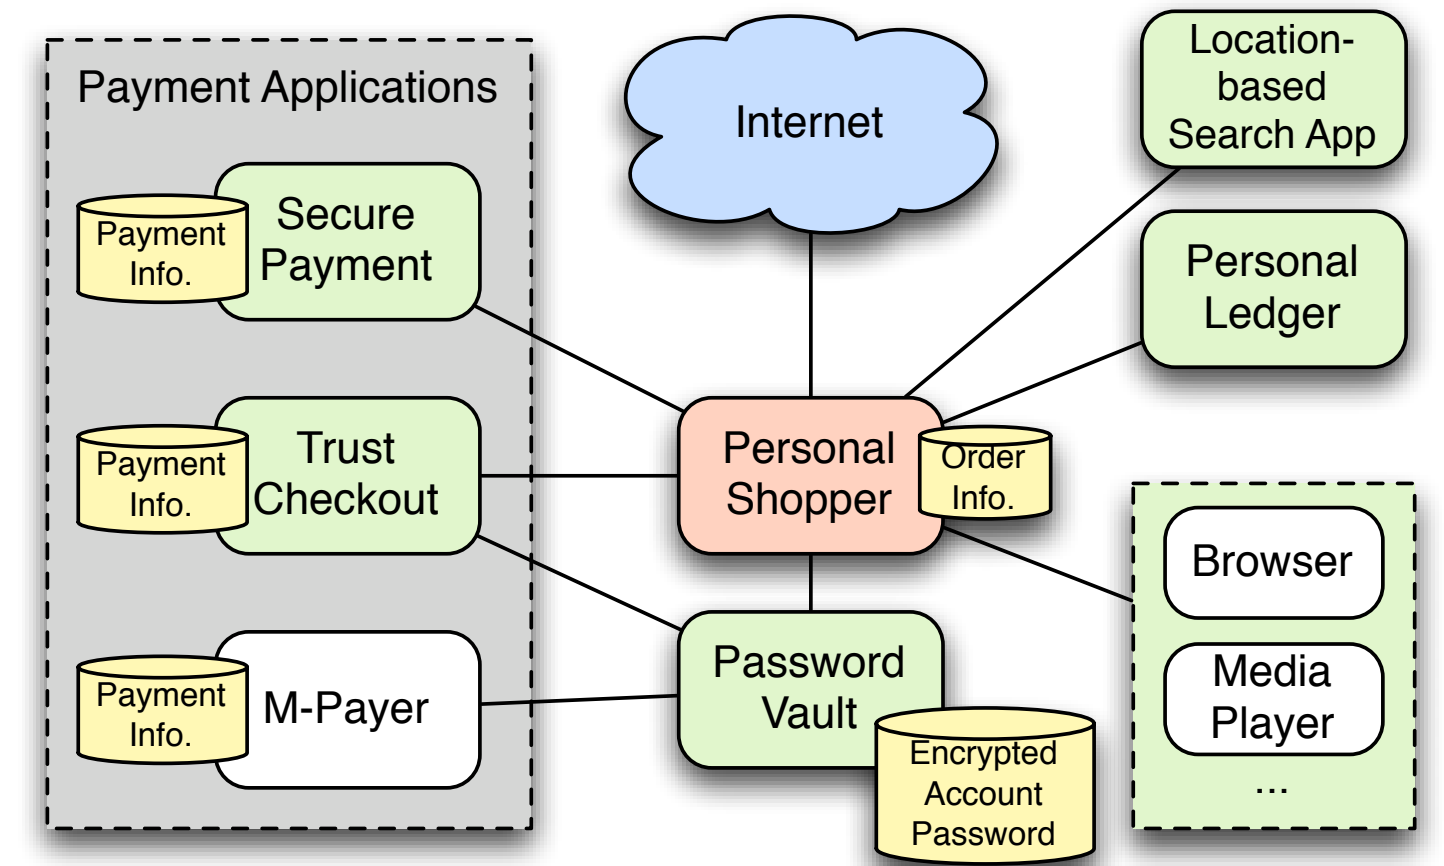 Payment Applications
Secure
Payment
Payment
Info.
Trust
Checkout
Payment
Info.
M-Payer
Payment
Info.
Internet
Personal
Shopper
Order
Info.
Password
Vault
Encrypted
Account
Password
Location-
based
Search App
Personal
Ledger
Browser
Media
Player
...